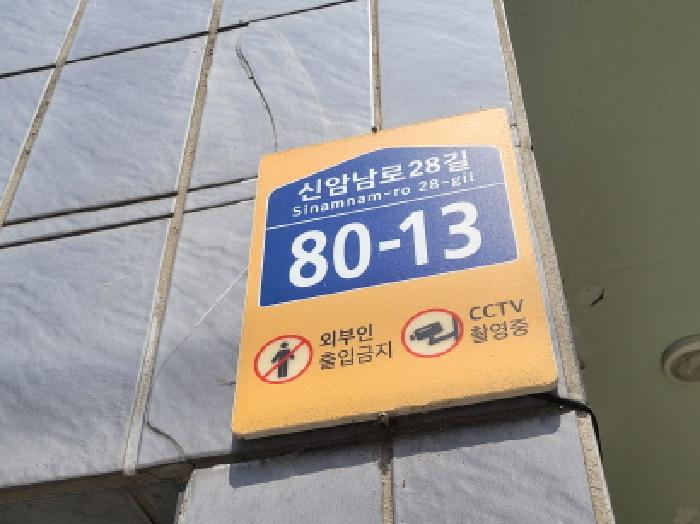 신암남로28길
Sinamnam-ro 28-gil
80-13
외부인
출입금지
CCTV
촬영중